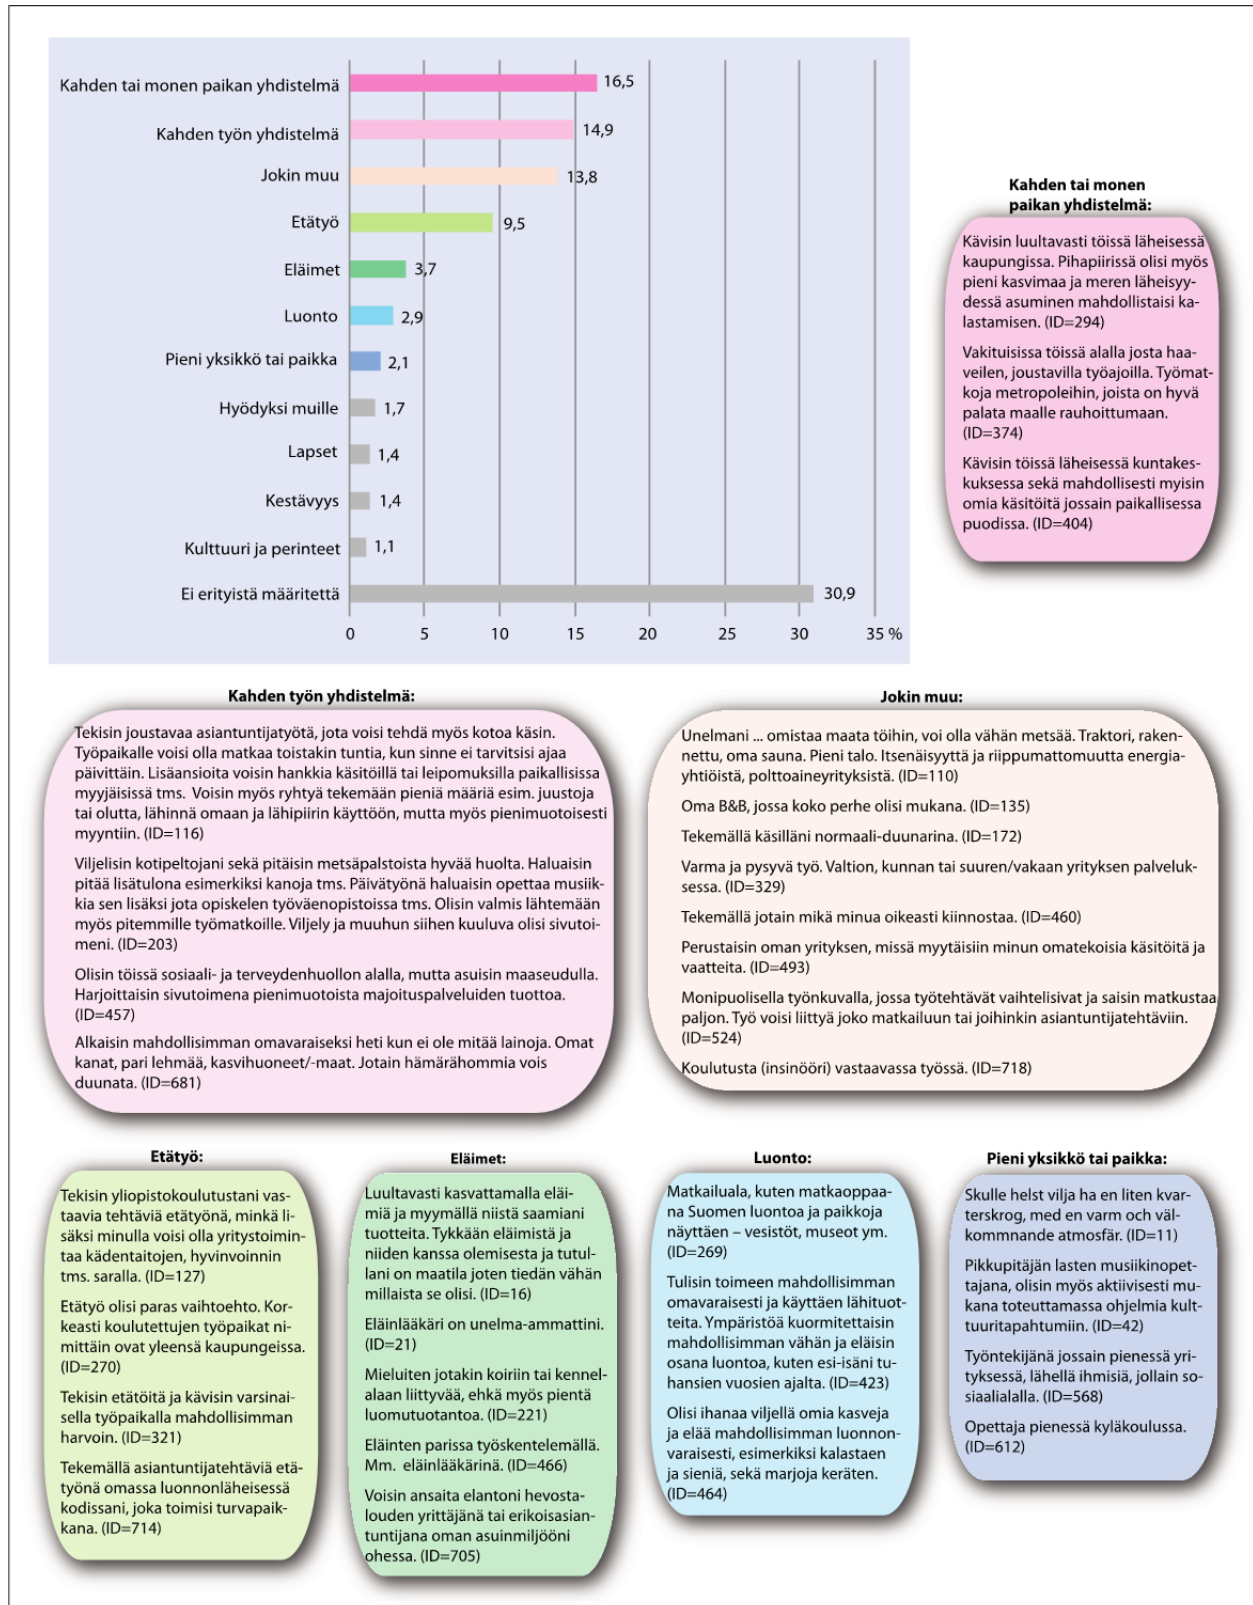 Kahden tai monen paikan yhdistelmä 16,5
Kahden työn yhdistelmä 14,9
Jokin muu 13,8
Etätyö 9,5
Eläimet 3,7
Luonto 2,9
Pieni yksikkö tai paikka 2,1
Hyödyksi muille 1,7
Lapset 1,4
Kestävyys 1,4
Kulttuuri ja perinteet 1,1
Ei erityistä määritettä 30,9
0 5 10 15 20 25 30 35 %
Kahden tai monen
paikan yhdistelmä:
Kävisin luultavasti töissä läheisessä
kaupungissa. Pihapiirissä olisi myös
pieni kasvimaa ja meren läheisyy-
dessä asuminen mahdollistaisi ka-
lastamisen. (ID=294)
Vakituisissa töissä alalla josta haa-
veilen, joustavilla työajoilla. Työmat-
koja metropoleihin, joista on hyvä
palata maalle rauhoittumaan.
(ID=374)
Kävisin töissä läheisessä kuntakes-
kuksessa sekä mahdollisesti myisin
omia käsitöitä jossain paikallisessa
puodissa. (ID=404)
Kahden työn yhdistelmä:
Tekisin joustavaa asiantuntijatyötä, jota voisi tehdä myös kotoa käsin.
Työpaikalle voisi olla matkaa toistakin tuntia, kun sinne ei tarvitsisi ajaa
päivittäin. Lisäansioita voisin hankkia käsitöillä tai leipomuksilla paikallisissa
myyjäisissä tms. Voisin myös ryhtyä tekemään pieniä määriä esim. juustoja
tai olutta, lähinnä omaan ja lähipiirin käyttöön, mutta myös pienimuotoisesti
myyntiin. (ID=116)
Viljelisin kotipeltojani sekä pitäisin metsäpalstoista hyvää huolta. Haluaisin
pitää lisätulona esimerkiksi kanoja tms. Päivätyönä haluaisin opettaa musiik-
kia sen lisäksi jota opiskelen työväenopistoissa tms. Olisin valmis lähtemään
myös pitemmille työmatkoille. Viljely ja muuhun siihen kuuluva olisi sivutoi-
meni. (ID=203)
Olisin töissä sosiaali- ja terveydenhuollon alalla, mutta asuisin maaseudulla.
Harjoittaisin sivutoimena pienimuotoista majoituspalveluiden tuottoa.
(ID=457)
Alkaisin mahdollisimman omavaraiseksi heti kun ei ole mitää lainoja. Omat
kanat, pari lehmää, kasvihuoneet/-maat. Jotain hämärähommia vois
duunata. (ID=681)
Jokin muu:
Unelmani ... omistaa maata töihin, voi olla vähän metsää. Traktori, raken-
nettu, oma sauna. Pieni talo. Itsenäisyyttä ja riippumattomuutta energia-
yhtiöistä, polttoaineyrityksistä. (ID=110)
Oma B&B, jossa koko perhe olisi mukana. (ID=135)
Tekemällä käsilläni normaali-duunarina. (ID=172)
Varma ja pysyvä työ. Valtion, kunnan tai suuren/vakaan yrityksen palveluk-
sessa. (ID=329)
Tekemällä jotain mikä minua oikeasti kiinnostaa. (ID=460)
Perustaisin oman yrityksen, missä myytäisiin minun omatekoisia käsitöitä ja
vaatteita. (ID=493)
Monipuolisella työnkuvalla, jossa työtehtävät vaihtelisivat ja saisin matkustaa
paljon. Työ voisi liittyä joko matkailuun tai joihinkin asiantuntijatehtäviin.
(ID=524)
Koulutusta (insinööri) vastaavassa työssä. (ID=718)
Etätyö:
Tekisin yliopistokoulutustani vas-
taavia tehtäviä etätyönä, minkä li-
säksi minulla voisi olla yritystoimin-
taa kädentaitojen, hyvinvoinnin
tms. saralla. (ID=127)
Etätyö olisi paras vaihtoehto. Kor-
keasti koulutettujen työpaikat ni-
mittäin ovat yleensä kaupungeissa.
(ID=270)
Tekisin etätöitä ja kävisin varsinai-
sella työpaikalla mahdollisimman
harvoin. (ID=321)
Tekemällä asiantuntijatehtäviä etä-
työnä omassa luonnonläheisessä
kodissani, joka toimisi turvapaik-
kana. (ID=714)
Eläimet:
Luultavasti kasvattamalla eläi-
miä ja myymällä niistä saamiani
tuotteita. Tykkään eläimistä ja
niiden kanssa olemisesta ja tutul-
lani on maatila joten tiedän vähän
millaista se olisi. (ID=16)
Eläinlääkäri on unelma-ammattini.
(ID=21)
Mieluiten jotakin koiriin tai kennel-
alaan liittyvää, ehkä myös pientä
luomutuotantoa. (ID=221)
Eläinten parissa työskentelemällä.
Mm. eläinlääkärinä. (ID=466)
Voisin ansaita elantoni hevosta-
louden yrittäjänä tai erikoisasian-
tuntijana oman asuinmiljööni
ohessa. (ID=705)
Luonto:
Matkailuala, kuten matkaoppaa-
na Suomen luontoa ja paikkoja
näyttäen – vesistöt, museot ym.
(ID=269)
Tulisin toimeen mahdollisimman
omavaraisesti ja käyttäen lähituot-
teita. Ympäristöä kuormitettaisin
mahdollisimman vähän ja eläisin
osana luontoa, kuten esi-isäni tu-
hansien vuosien ajalta. (ID=423)
Olisi ihanaa viljellä omia kasveja
ja elää mahdollisimman luonnon-
varaisesti, esimerkiksi kalastaen
ja sieniä, sekä marjoja keräten.
(ID=464)
Pieni yksikkö tai paikka:
Skulle helst vilja ha en liten kvar-
terskrog, med en varm och väl-
kommnande atmosfär. (ID=11)
Pikkupitäjän lasten musiikinopet-
tajana, olisin myös aktiivisesti mu-
kana toteuttamassa ohjelmia kult-
tuuritapahtumiin. (ID=42)
Työntekijänä jossain pienessä yri-
tyksessä, lähellä ihmisiä, jollain so-
siaalialalla. (ID=568)
Opettaja pienessä kyläkoulussa.
(ID=612)